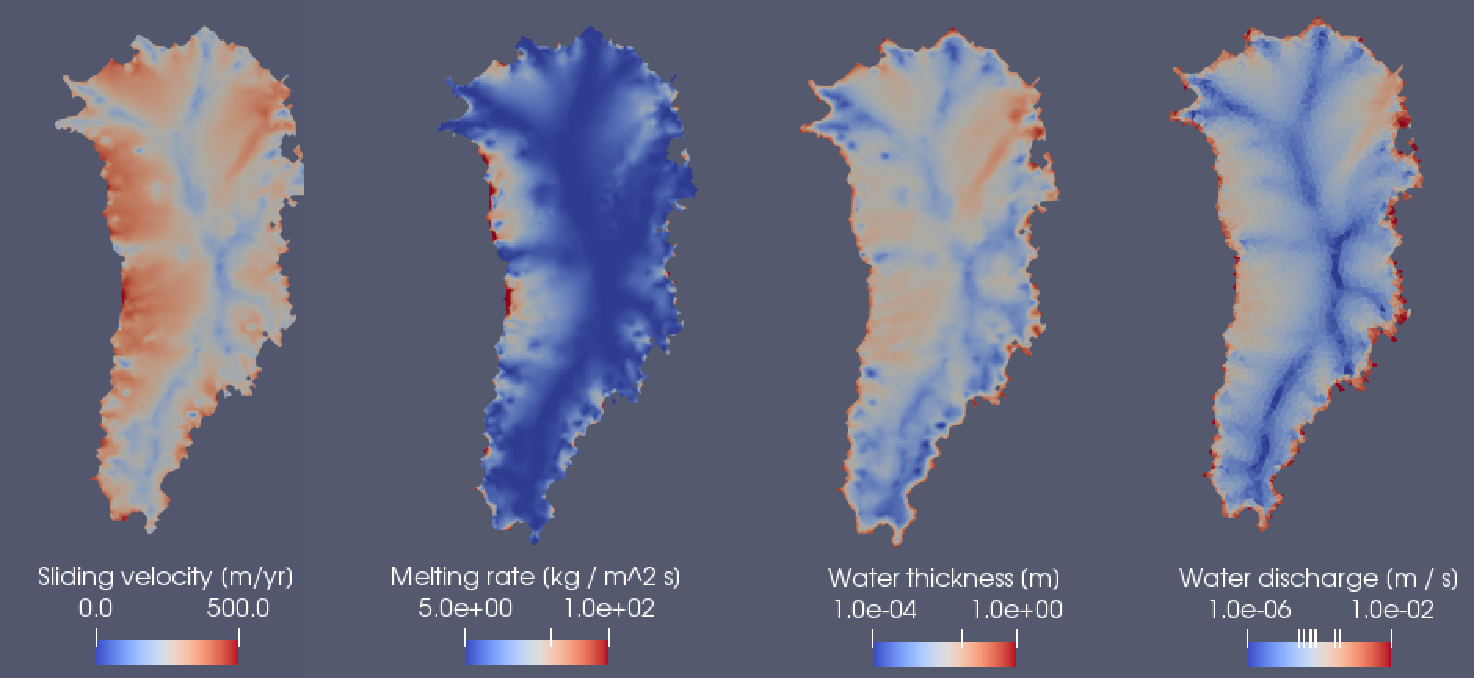 Sliding velocity (m/yr)
0.0 500.0
Melting rate (kg / m^2 s)
5.0e+00 1.0e+02
Water thickness (m)
1.0e-04 1.0e+00
Water discharge (m / s)
1.0e-06 1.0e-02